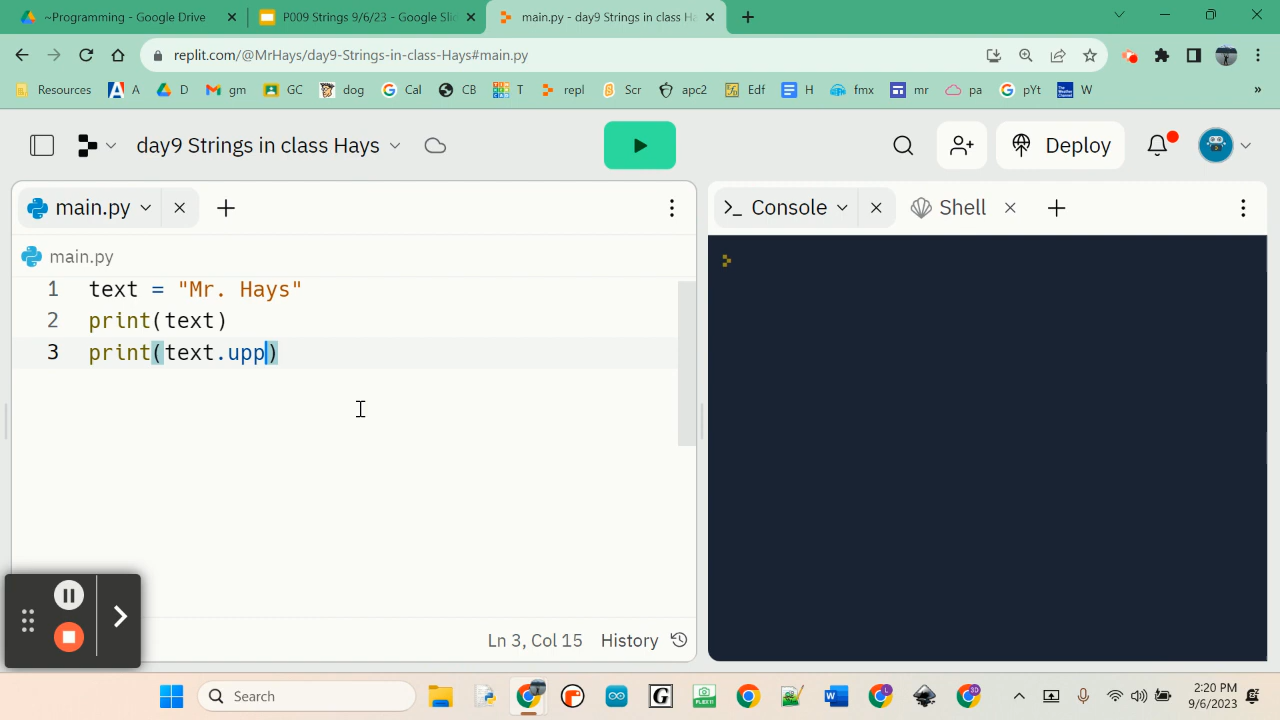 ~Programming - Google Drive
P009 Strings 9/6/23 - Google Slid
main.py - day9 Strings in class Ha
replit.com/@MrHays/day9-Strings-in-class-Hays#main.py
Resources A D gm GC dog Cal CB T repl Scr apc2 Edf H fmx mr pa pYt W »
day9 Strings in class Hays
Deploy
main.py
Console
Shell
main.py
1 text = "Mr. Hays"
2 print(text)
3 print(text.upp)
Ln 3, Col 15 History
Search
2:20 PM
9/6/2023